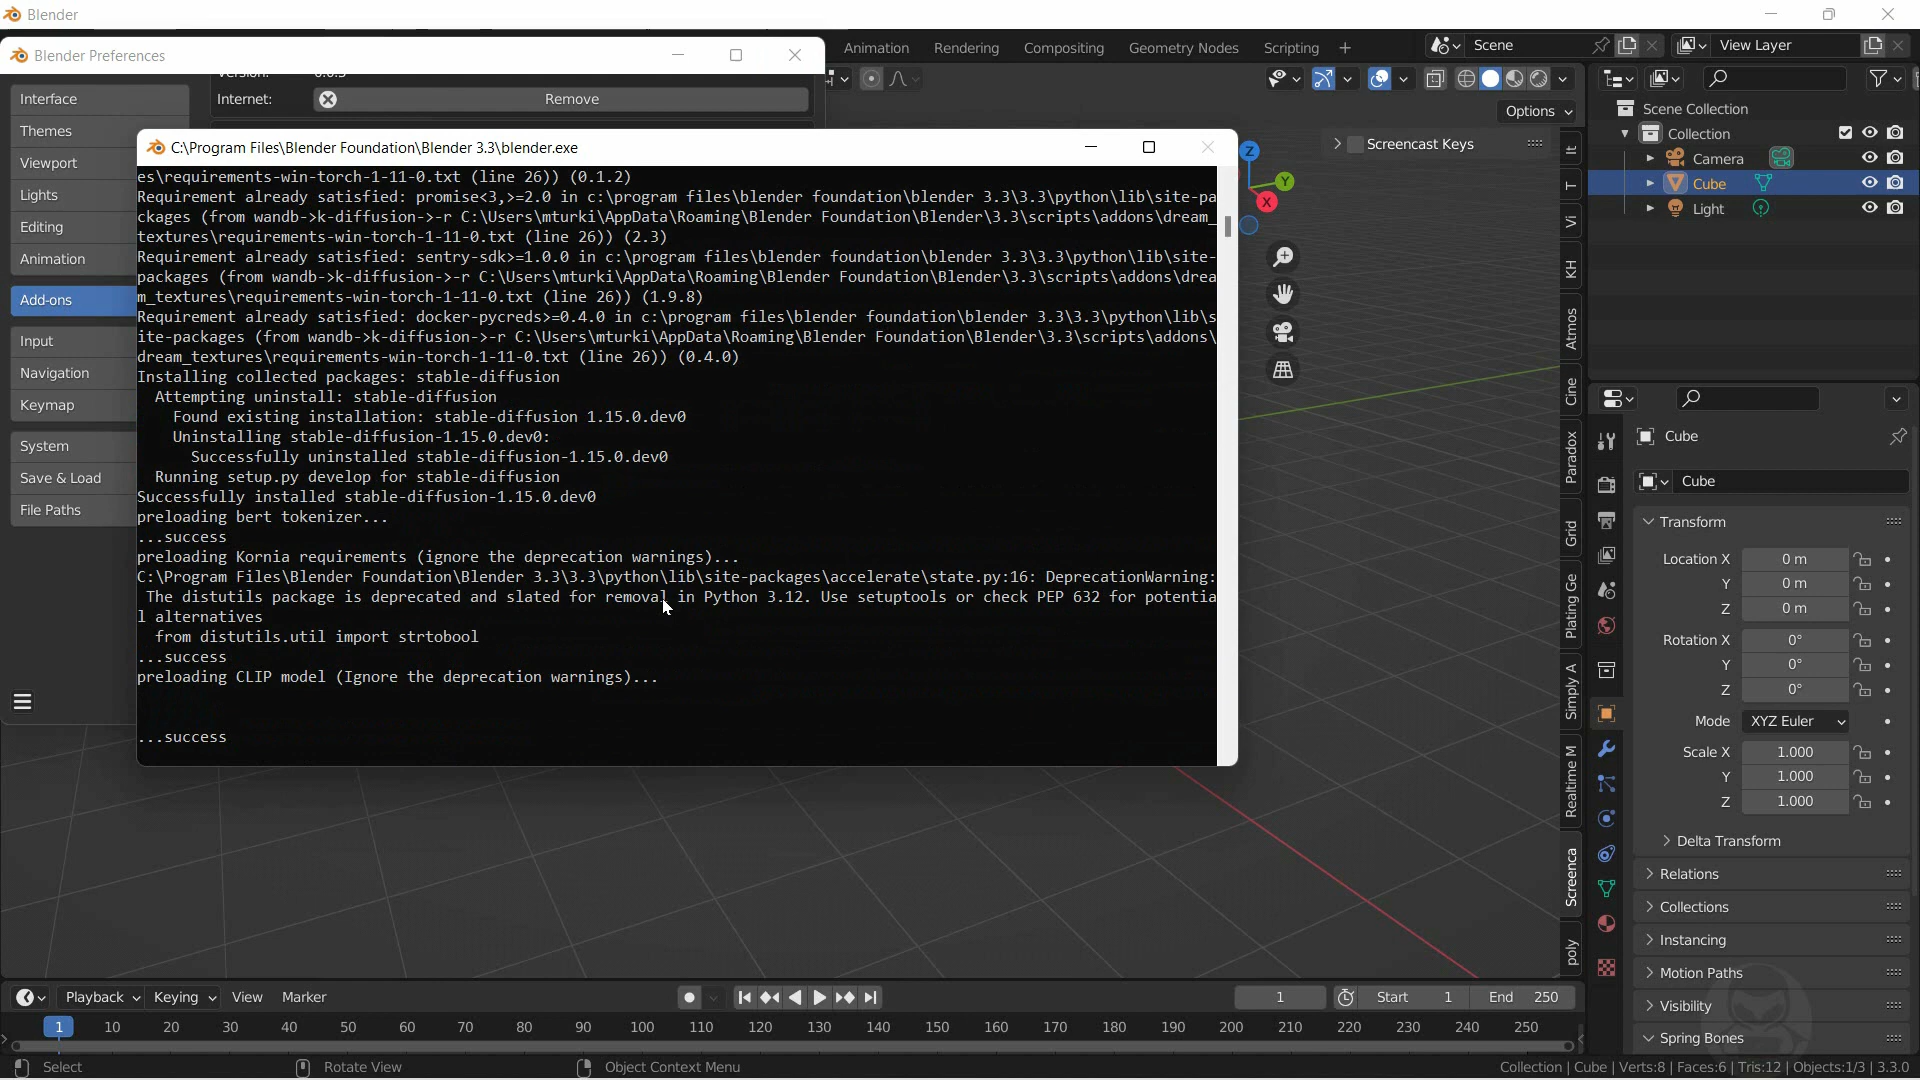 Blender
Blender Preferences
Animation
Rendering
Compositing
Geometry Nodes
Scripting
Scene
View Layer
Internet:
Remove
Options
Interface
Themes
Viewport
Lights
Editing
Animation
Add-ons
Input
Navigation
Keymap
System
Save & Load
File Paths
C:\Program Files\Blender Foundation\Blender 3.3\blender.exe
es\requirements-win-torch-1-11-0.txt (line 26)) (0.1.2)
Requirement already satisfied: promise<3,>=2.0 in c:\program files\blender foundation\blender 3.3\3.3\python\lib\site-pa
ckages (from wandb->k-diffusion->-r C:\Users\mturki\AppData\Roaming\Blender Foundation\Blender\3.3\scripts\addons\dream_
textures\requirements-win-torch-1-11-0.txt (line 26)) (2.3)
Requirement already satisfied: sentry-sdk>=1.0.0 in c:\program files\blender foundation\blender 3.3\3.3\python\lib\site-
packages (from wandb->k-diffusion->-r C:\Users\mturki\AppData\Roaming\Blender Foundation\Blender\3.3\scripts\addons\drea
m_textures\requirements-win-torch-1-11-0.txt (line 26)) (1.9.8)
Requirement already satisfied: docker-pycreds>=0.4.0 in c:\program files\blender foundation\blender 3.3\3.3\python\lib\s
ite-packages (from wandb->k-diffusion->-r C:\Users\mturki\AppData\Roaming\Blender Foundation\Blender\3.3\scripts\addons\
dream_textures\requirements-win-torch-1-11-0.txt (line 26)) (0.4.0)
Installing collected packages: stable-diffusion
Attempting uninstall: stable-diffusion
Found existing installation: stable-diffusion 1.15.0.dev0
Uninstalling stable-diffusion-1.15.0.dev0:
Successfully uninstalled stable-diffusion-1.15.0.dev0
Running setup.py develop for stable-diffusion
Successfully installed stable-diffusion-1.15.0.dev0
preloading bert tokenizer...
...success
preloading Kornia requirements (ignore the deprecation warnings)...
C:\Program Files\Blender Foundation\Blender 3.3\3.3\python\lib\site-packages\accelerate\state.py:16: DeprecationWarning:
The distutils package is deprecated and slated for removal in Python 3.12. Use setuptools or check PEP 632 for potentia
l alternatives
from distutils.util import strtobool
...success
preloading CLIP model (Ignore the deprecation warnings)...
...success
Z
Y
X
Screencast Keys
It
T
Vi
KH
Atmos
Cine
Paradox
Grid
Plating Ge
Simply A
Realtime M
Screenca
poly
Scene Collection
Collection
Camera
Cube
Light
Cube
Cube
Transform
Location X 0 m
Y 0 m
Z 0 m
Rotation X 0°
Y 0°
Z 0°
Mode XYZ Euler
Scale X 1.000
Y 1.000
Z 1.000
Delta Transform
Relations
Collections
Instancing
Motion Paths
Visibility
Spring Bones
Playback
Keying
View
Marker
1
Start 1
End 250
1 10 20 30 40 50 60 70 80 90 100 110 120 130 140 150 160 170 180 190 200 210 220 230 240 250
Select
Rotate View
Object Context Menu
Collection | Cube | Verts:8 | Faces:6 | Tris:12 | Objects:1/3 | 3.3.0